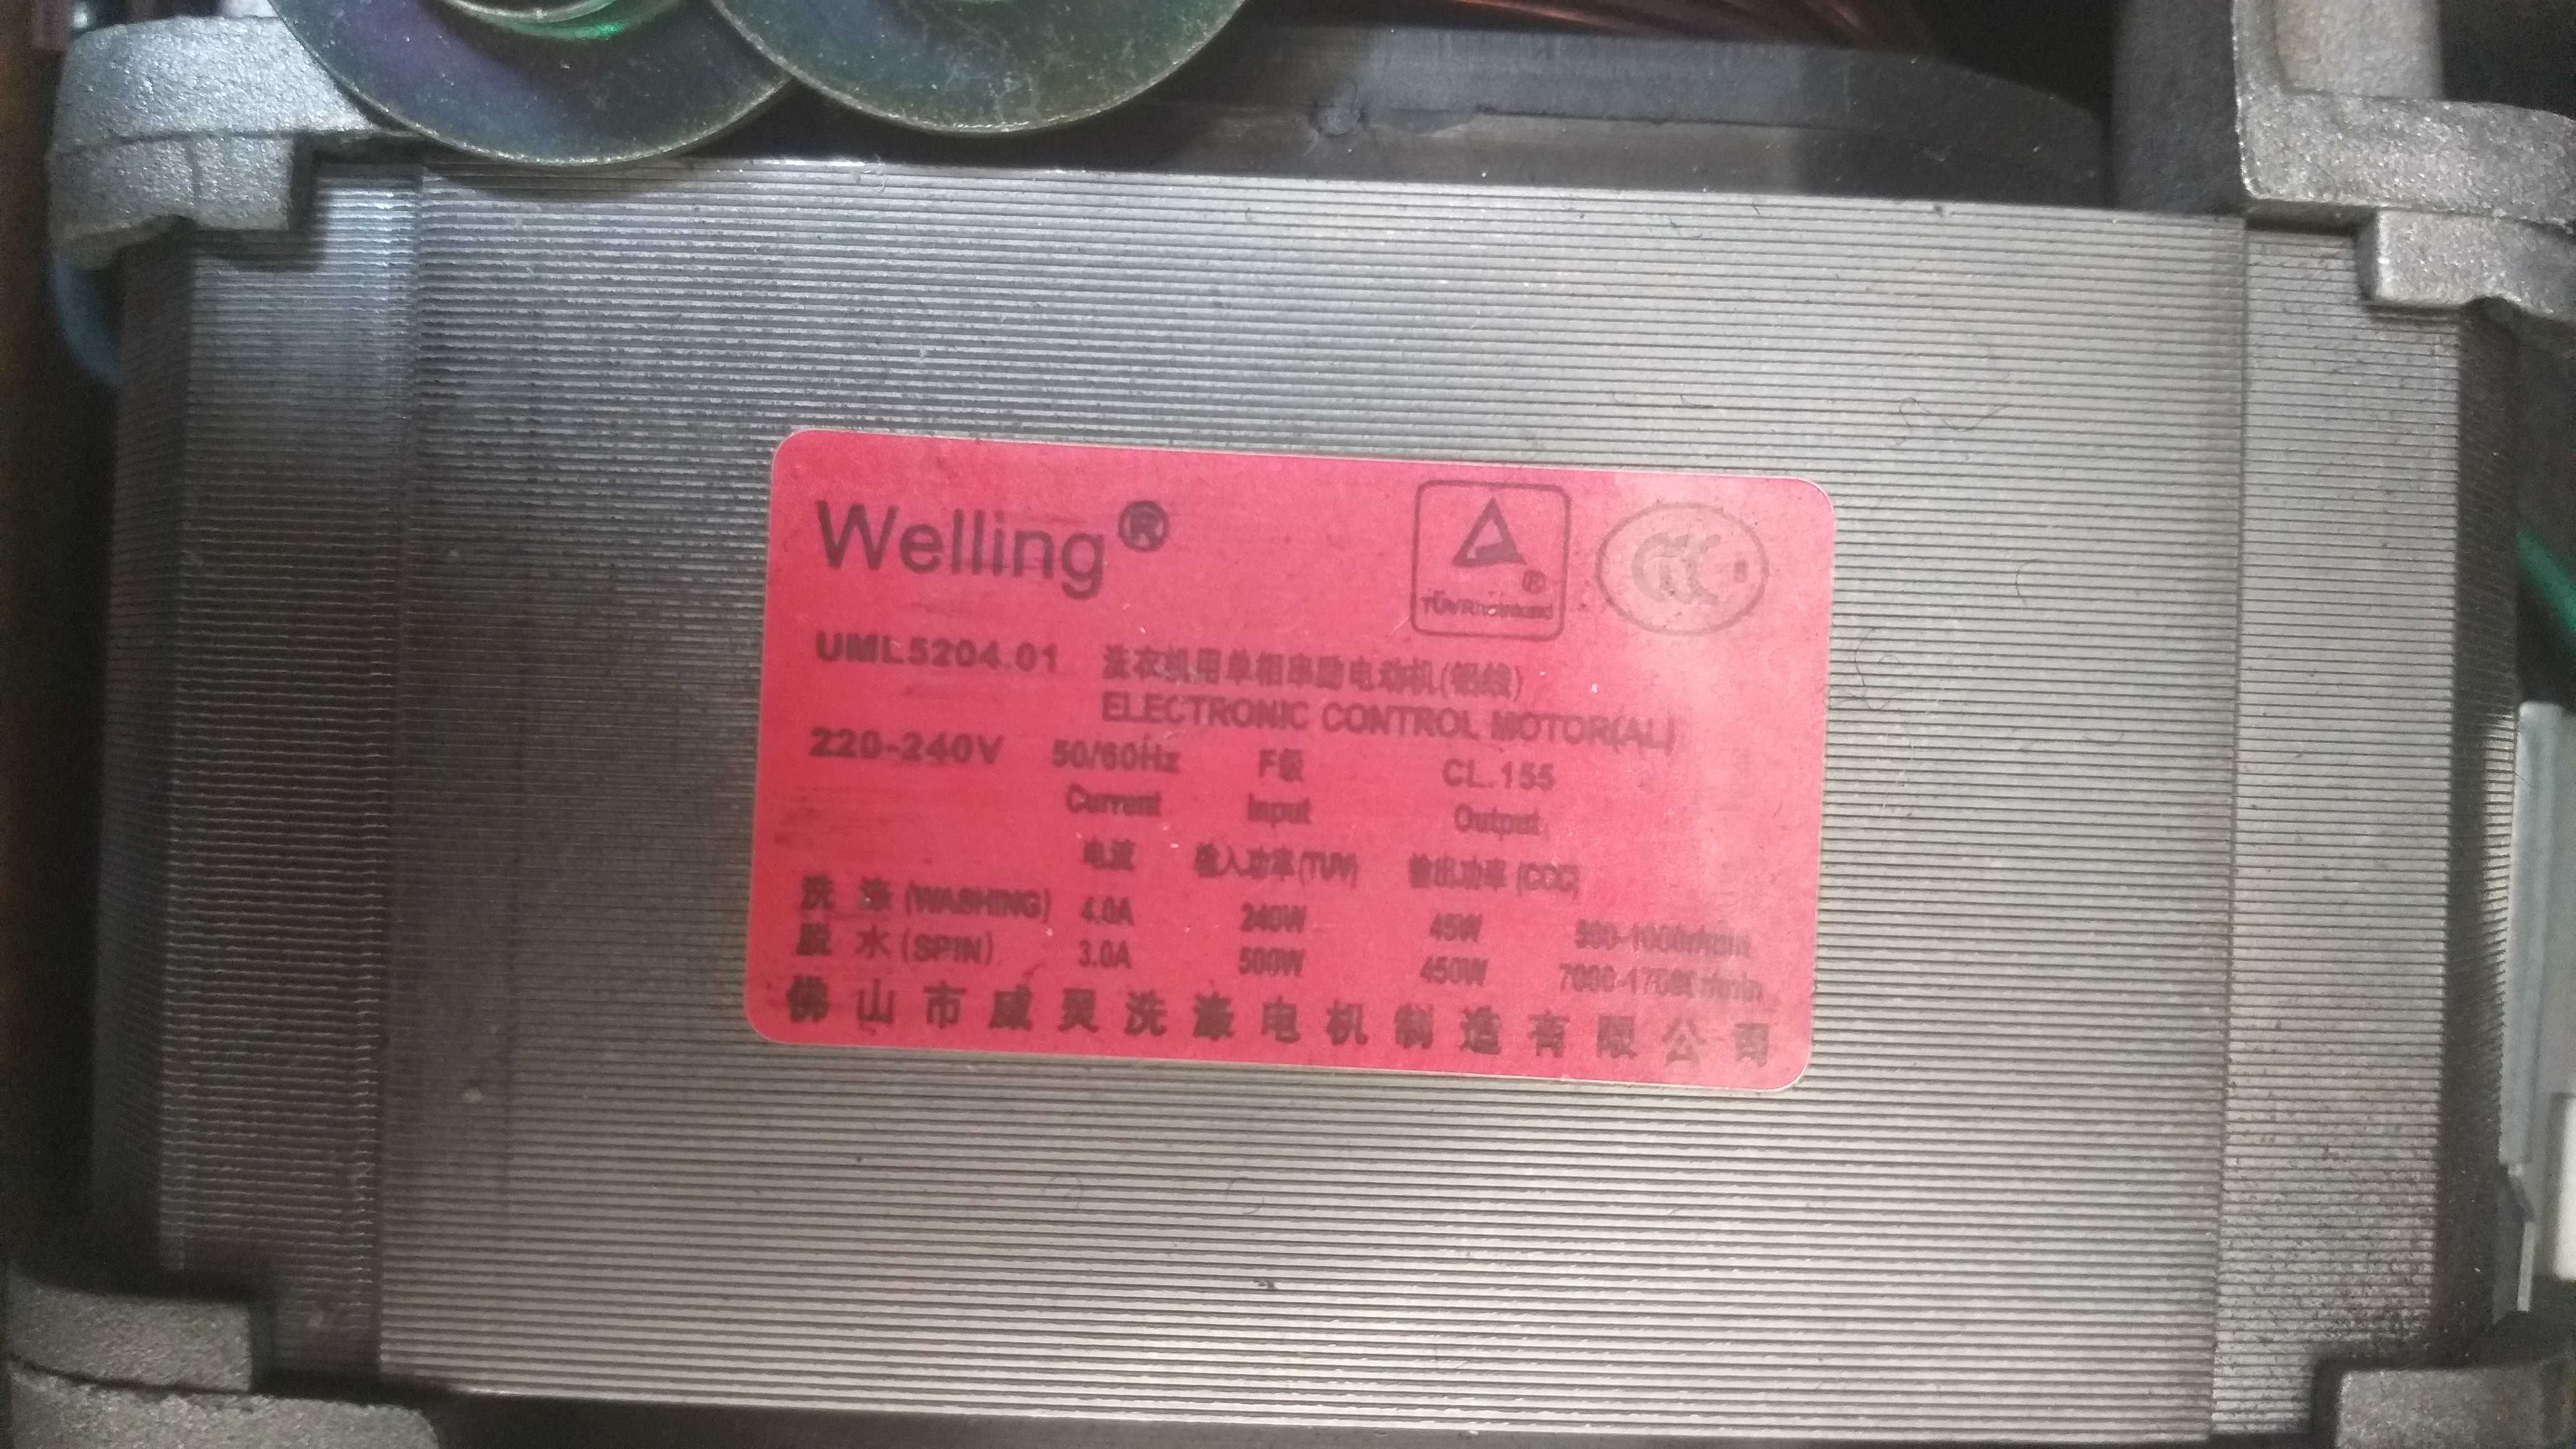 Welling®
TÜVRheinland
CCC
UML5204.01 洗衣机用单相串励电动机(铝线)
ELECTRONIC CONTROL MOTOR(AL)
220-240V 50/60Hz F级 CL.155
Current Input Output
电流 输入功率(TUV) 输出功率(CCC)
洗 涤 (WASHING) 4.0A 240W 45W
脱 水 (SPIN) 3.0A 500W 450W
佛山市威灵洗涤电机制造有限公司